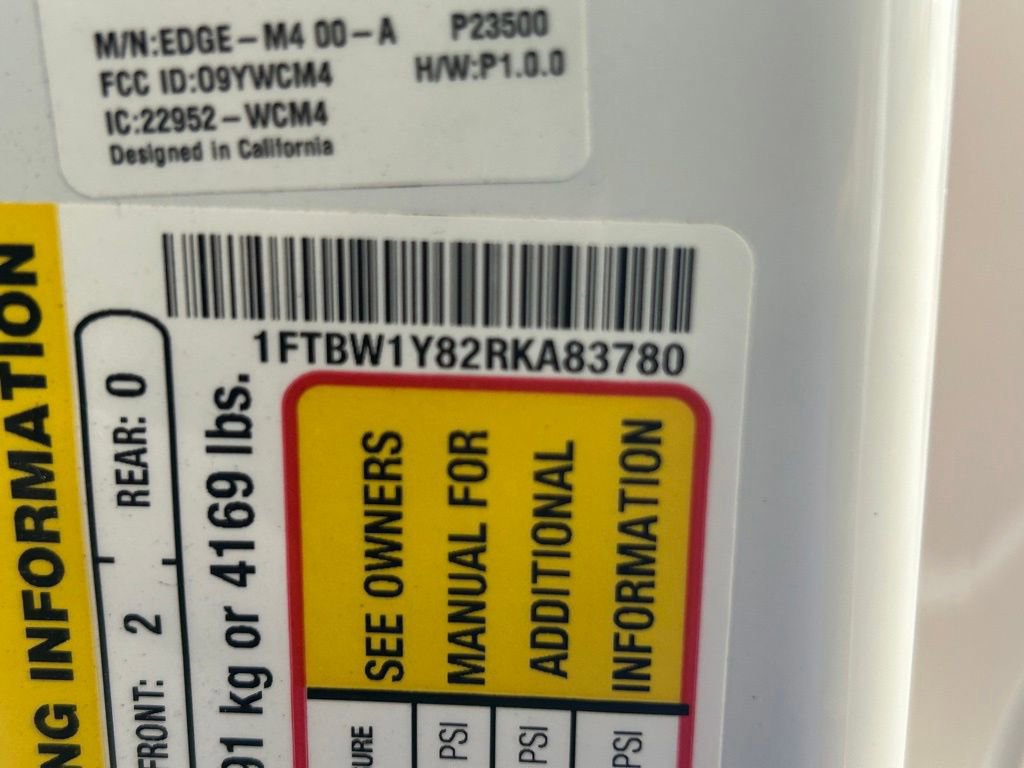 M/N:EDGE-M4 00-A P23500
FCC ID:O9YWCM4 H/W:P1.0.0
IC:22952-WCM4
Designed in California
1FTBW1Y82RKA83780
NG INFORMATION
FRONT: 2 REAR: 0
91 kg or 4169 lbs.
SEE OWNERS
MANUAL FOR
ADDITIONAL
INFORMATION
URE
PSI
PSI
PSI